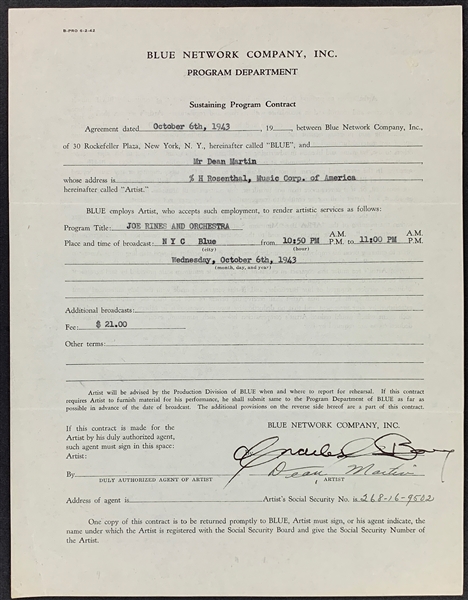 B-PRO 5-2-42
BLUE NETWORK COMPANY, INC.
PROGRAM DEPARTMENT
Sustaining Program Contract
Agreement dated October 6th, 1943, 19 between Blue Network Company, Inc.,
of 30 Rockefeller Plaza, New York, N. Y., hereinafter called "BLUE", and
Mr Dean Martin
whose address is % H Rosenthal, Music Corp. of America
hereinafter called "Artist."
BLUE employs Artist, who accepts such employment, to render artistic services as follows:
Program Title: JOE RINES AND ORCHESTRA
A.M. A.M.
Place and time of broadcast: N Y C Blue from 10:50 PM P.M. to 11:00 PM P.M.
(city) (hour)
Wednesday, October 6th, 1943
(month, day, and year)
Additional broadcasts:
Fee: $ 21.00
Other terms:
Artist will be advised by the Production Division of BLUE when and where to report for rehearsal. If this contract
requires Artist to furnish material for his performance, he shall submit same to the Program Department of BLUE as far as
possible in advance of the date of broadcast. The additional provisions on the reverse side hereof are a part of this contract.
If this contract is made for the
Artist by his duly authorized agent,
such agent must sign in this space:
Artist:
By
DULY AUTHORIZED AGENT OF ARTIST
BLUE NETWORK COMPANY, INC.
Charles
Dean Martin
ARTIST
Address of agent is Artist's Social Security No. is 268-16-9502
One copy of this contract is to be returned promptly to BLUE, Artist must sign, or his agent indicate, the
name under which the Artist is registered with the Social Security Board and give the Social Security Number of
the Artist.